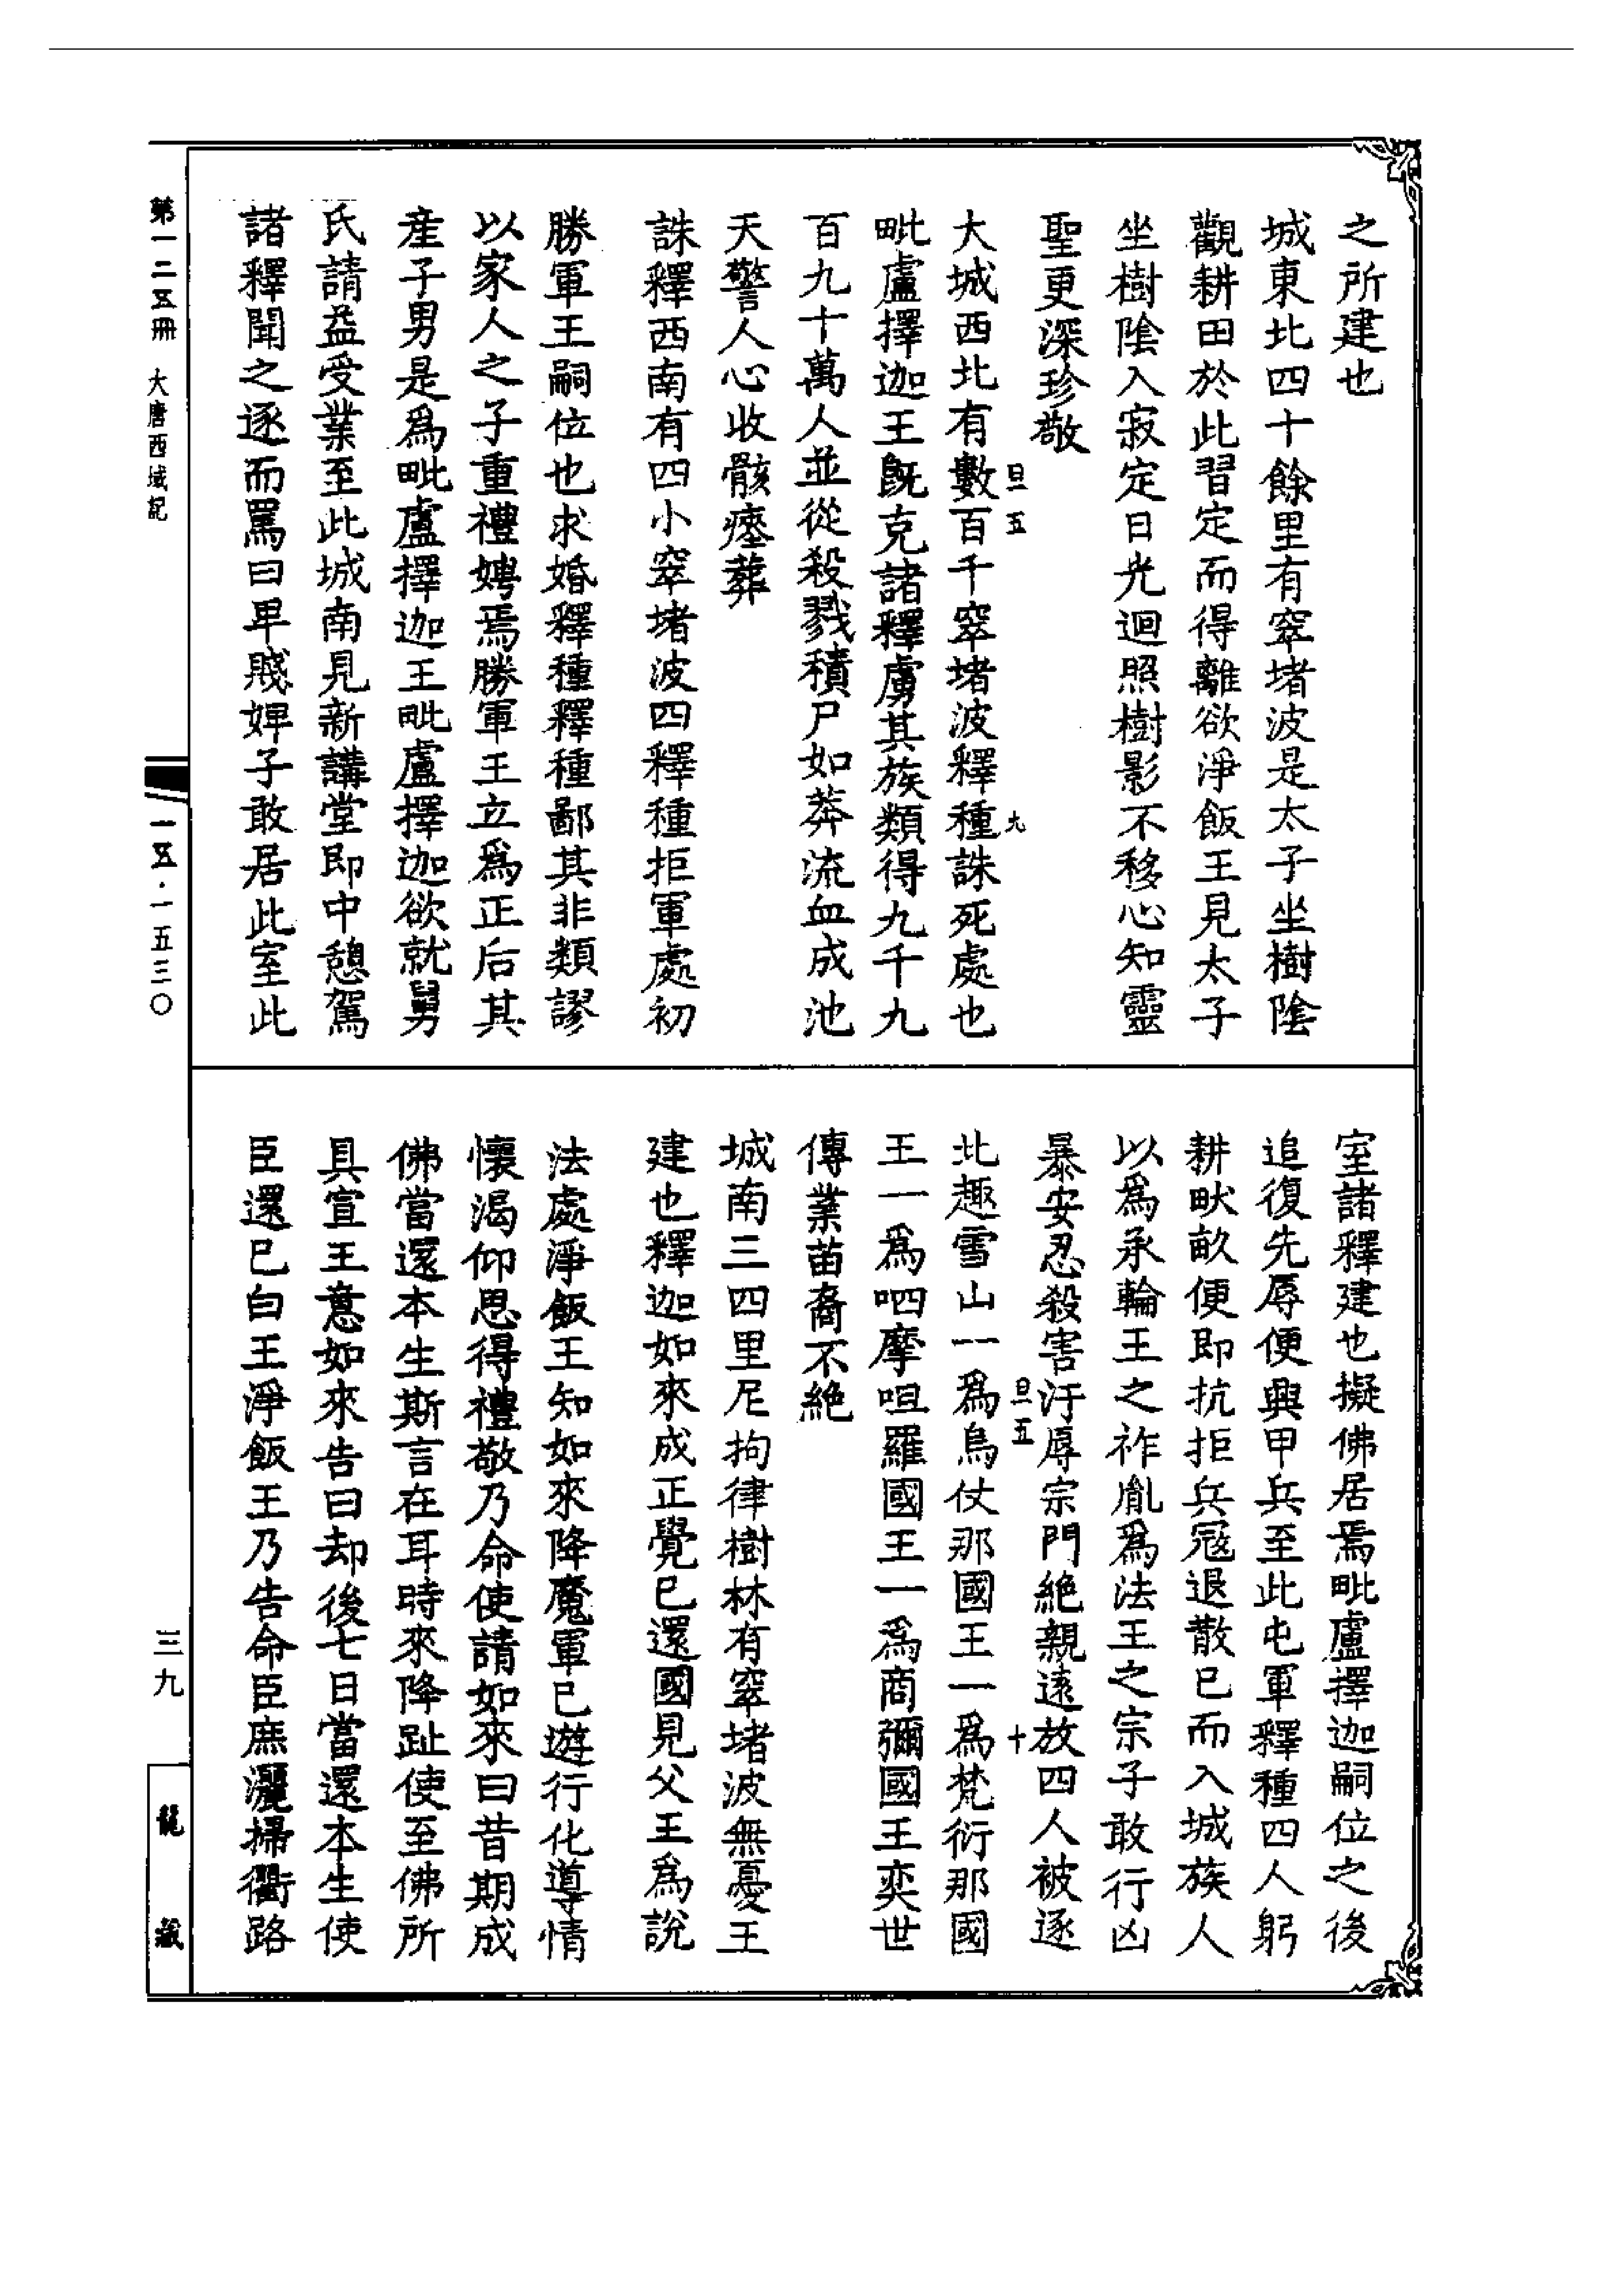 之所建也
城東北四十餘里有窣堵波是太子坐樹陰
觀耕田於此習定而得離欲淨飯王見太子
坐樹陰入寂定日光迴照樹影不移心知靈
聖更深珍敬
大城西北有數百千窣堵波釋種誅死處也
毗盧擇迦王旣克諸釋虜其族類得九千九
百九十萬人並從殺戮積尸如莽流血成池
天警人心收骸瘞葬
誅釋西南有四小窣堵波四釋種拒軍處初
勝軍王嗣位也求婚釋種釋種鄙其非類謬
以家人之子重禮娉焉勝軍王立爲正后其
産子男是爲毗盧擇迦王毗盧擇迦欲就舅
氏請益受業至此城南見新講堂即中憩駕
諸釋聞之逐而罵曰卑賤婢子敢居此室此
旦五
九
室諸釋建也擬佛居焉毗盧擇迦嗣位之後
追復先辱便興甲兵至此屯軍釋種四人躬
耕畎畝便即抗拒兵寇退散已而入城族人
以爲承輪王之祚胤爲法王之宗子敢行凶
暴安忍殺害汙辱宗門絶親遠放四人被逐
北趣雪山一爲烏仗那國王一爲梵衍那國
王一爲呬摩呾羅國王一爲商彌國王奕世
傳業苗裔不絶
城南三四里尼拘律樹林有窣堵波無憂王
建也釋迦如來成正覺已還國見父王爲說
法處淨飯王知如來降魔軍已遊行化導情
懷渴仰思得禮敬乃命使請如來曰昔期成
佛當還本生斯言在耳時來降趾使至佛所
具宣王意如來告曰却後七日當還本生使
臣還已白王淨飯王乃告命臣庶灑掃衢路
旦五
十
第一二五冊 大唐西域記
一五·一五三〇
三九
龍藏